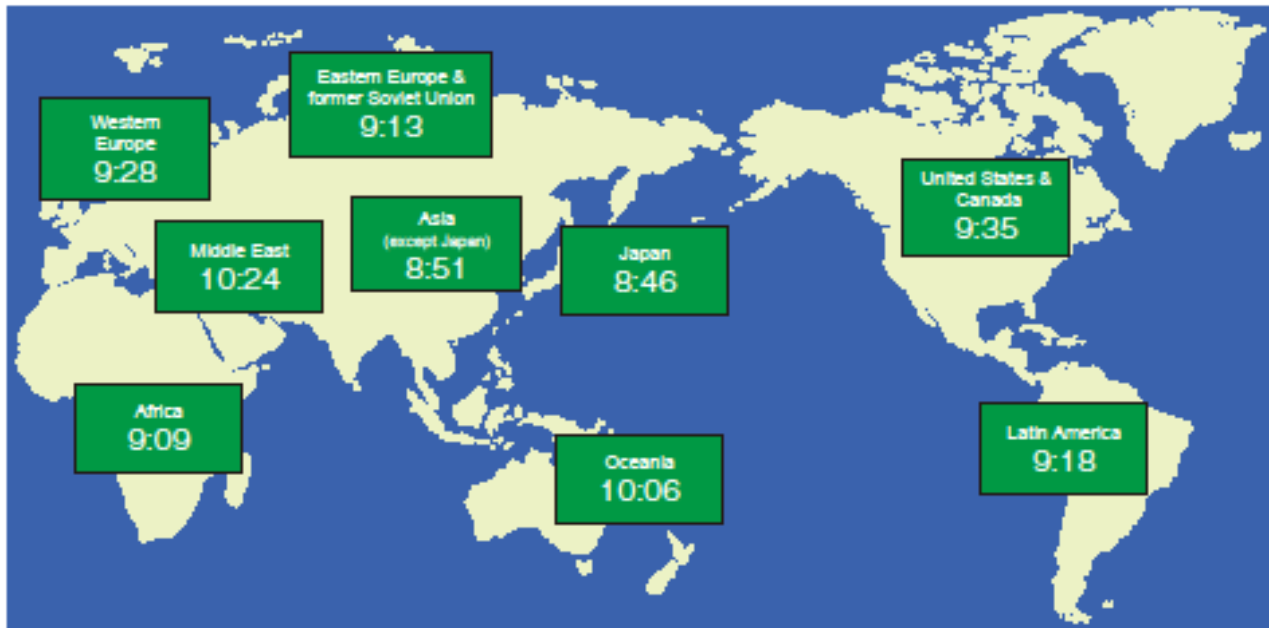 Eastern Europe &
former Soviet Union
9:13
Western
Europe
9:28
United States &
Canada
9:35
Asia
(except Japan)
8:51
Middle East
10:24
Japan
8:46
Africa
9:09
Latin America
9:18
Oceania
10:06